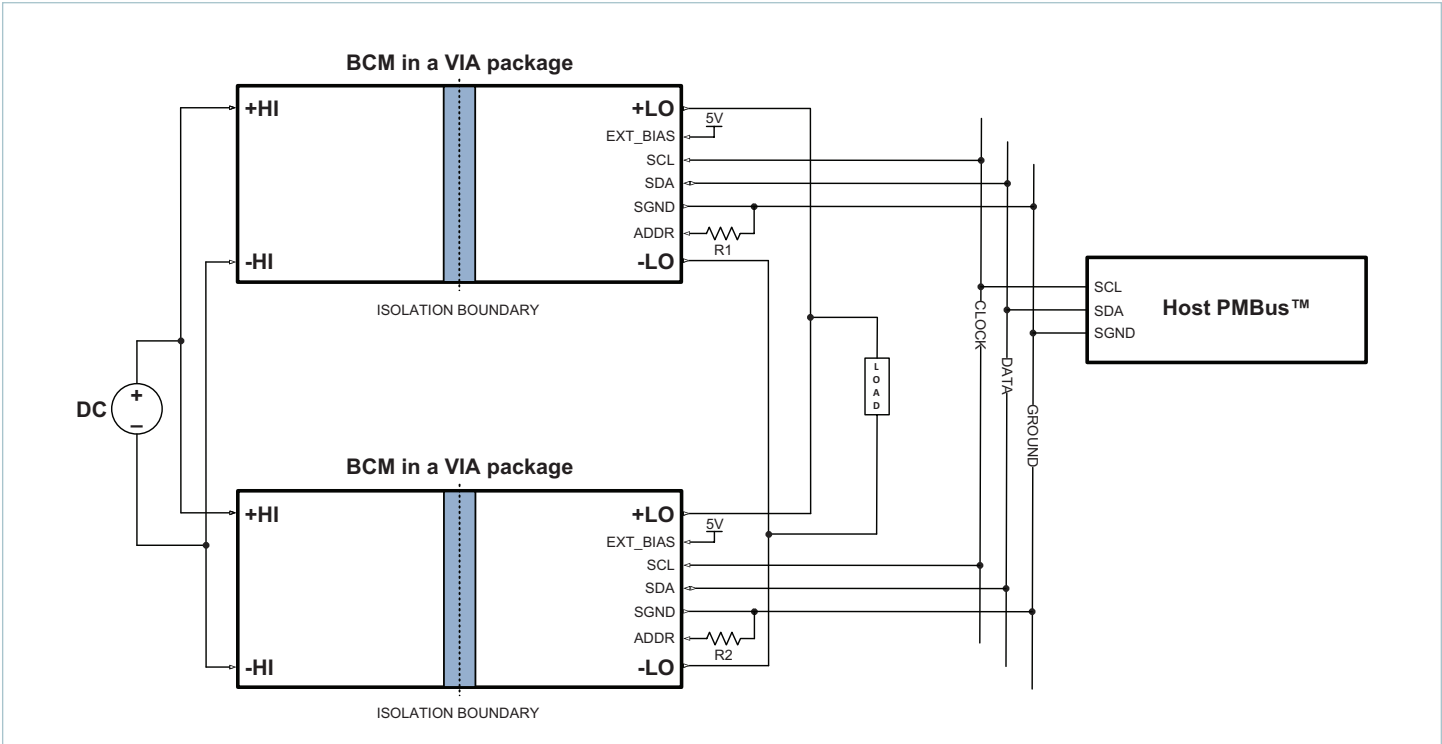 BCM in a VIA package
+HI
-HI
+LO
5V
EXT_BIAS
SCL
SDA
SGND
ADDR
R1
-LO
ISOLATION BOUNDARY
DC
+
–
LOAD
CLOCK
DATA
GROUND
SCL
SDA
SGND
Host PMBus™
BCM in a VIA package
+HI
-HI
+LO
5V
EXT_BIAS
SCL
SDA
SGND
ADDR
R2
-LO
ISOLATION BOUNDARY